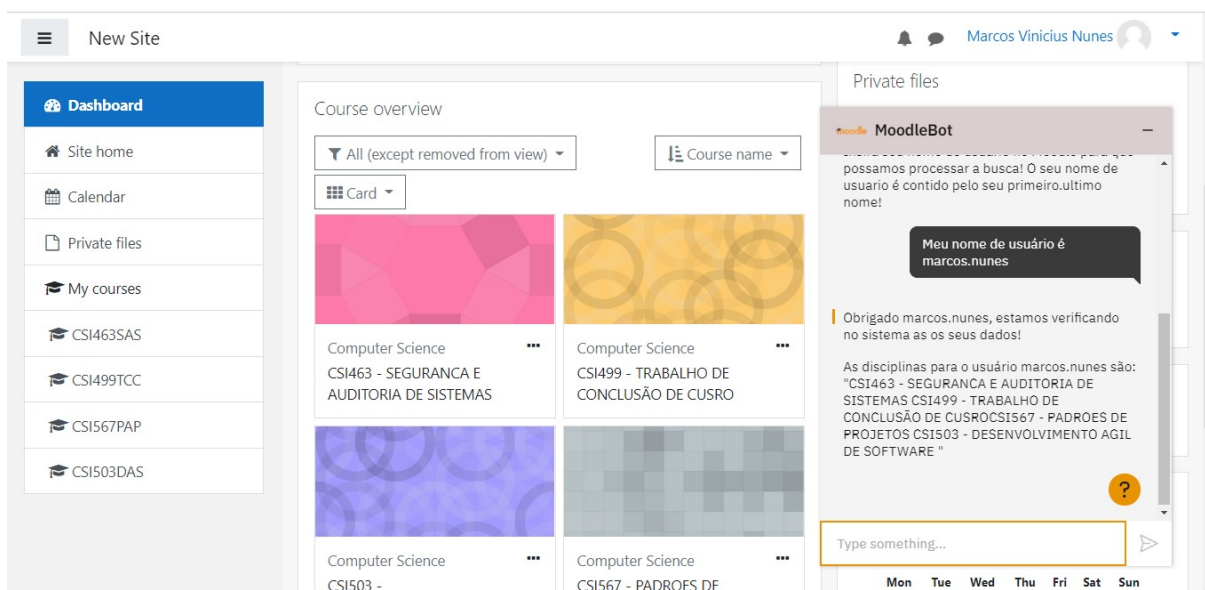 New Site
Marcos Vinicius Nunes
Dashboard
Site home
Calendar
Private files
My courses
CSI463SAS
CSI499TCC
CSI567PAP
CSI503DAS
Course overview
All (except removed from view)
Course name
Card
Computer Science
CSI463 - SEGURANCA E
AUDITORIA DE SISTEMAS
Computer Science
CSI499 - TRABALHO DE
CONCLUSÃO DE CUSRO
Computer Science
CSI503 -
Computer Science
CSI567 - PADROES DE
Private files
moodle MoodleBot
possamos processar a busca! O seu nome de
usuario é contido pelo seu primeiro.ultimo
nome!
Meu nome de usuário é
marcos.nunes
Obrigado marcos.nunes, estamos verificando
no sistema as os seus dados!
As disciplinas para o usuário marcos.nunes são:
"CSI463 - SEGURANCA E AUDITORIA DE
SISTEMAS CSI499 - TRABALHO DE
CONCLUSÃO DE CUSROCSI567 - PADROES DE
PROJETOS CSI503 - DESENVOLVIMENTO AGIL
DE SOFTWARE "
?
Type something...
Mon Tue Wed Thu Fri Sat Sun